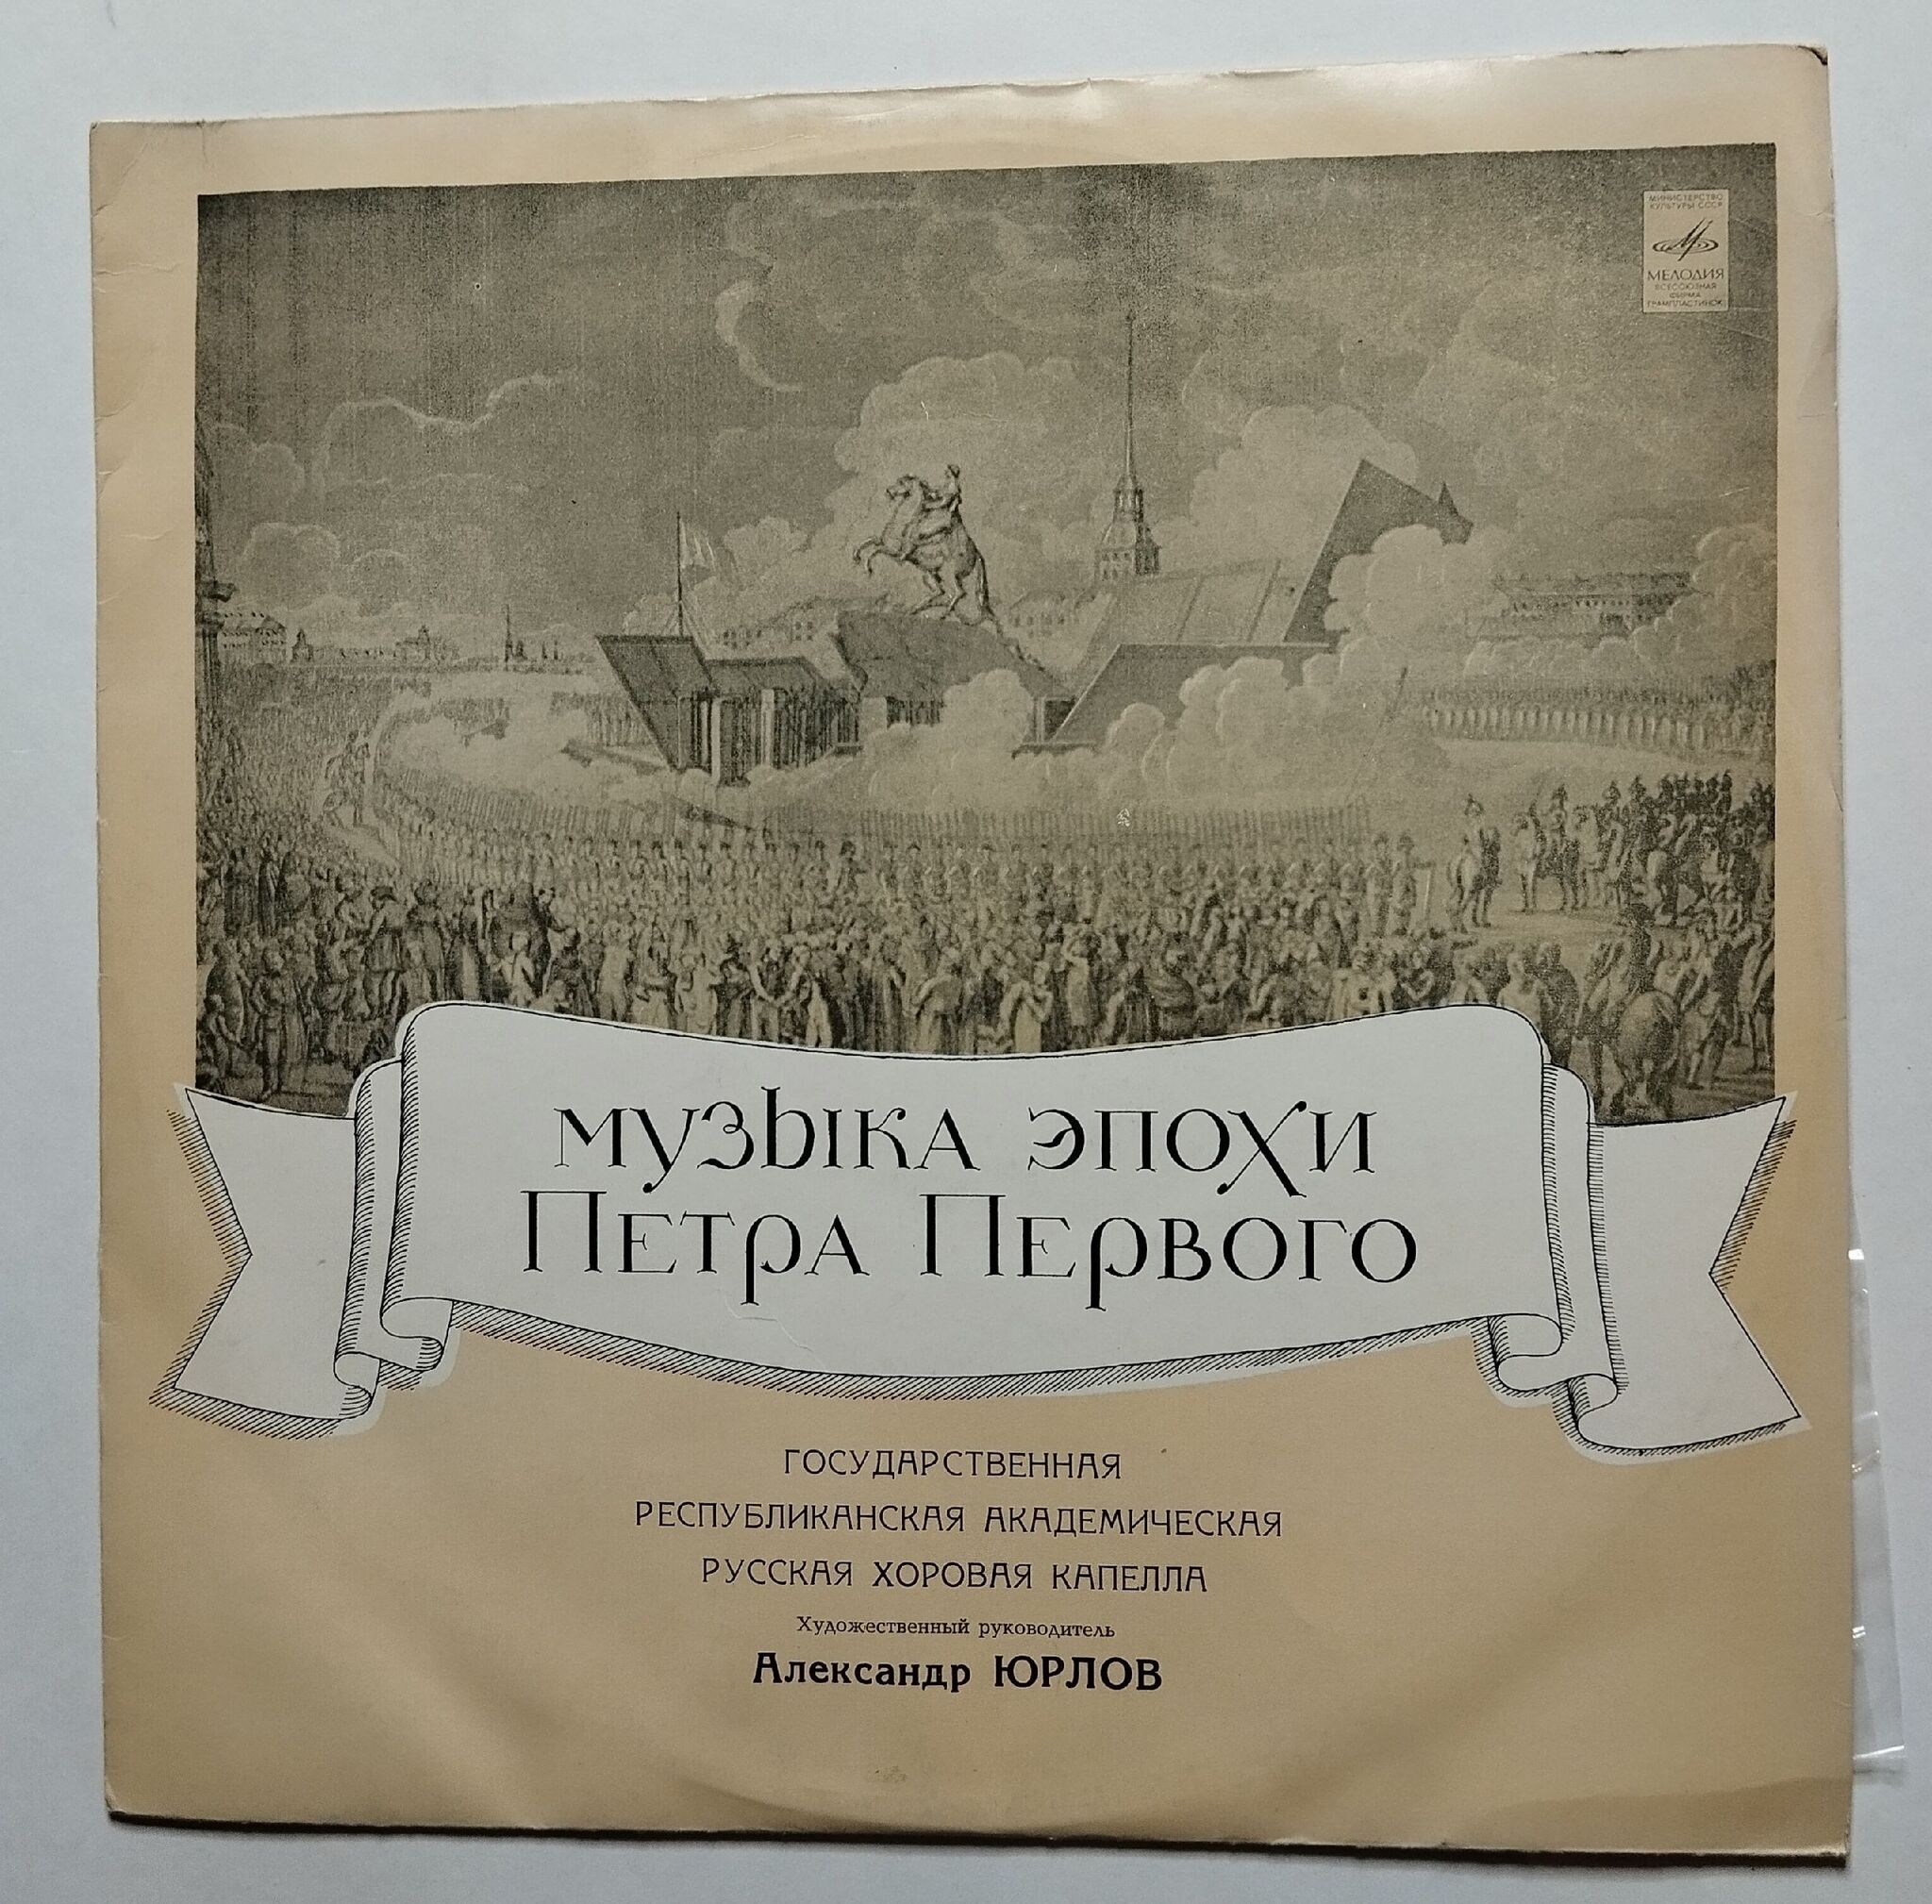 МИНИСТЕРСТВО
КУЛЬТУРЫ СССР
МЕЛОДИЯ
ВСЕСОЮЗНАЯ
ФИРМА
ГРАМПЛАСТИНОК
МУЗЫКА ЭПОХИ
ПЕТРА ПЕРВОГО
ГОСУДАРСТВЕННАЯ
РЕСПУБЛИКАНСКАЯ АКАДЕМИЧЕСКАЯ
РУССКАЯ ХОРОВАЯ КАПЕЛЛА
Художественный руководитель
Александр ЮРЛОВ